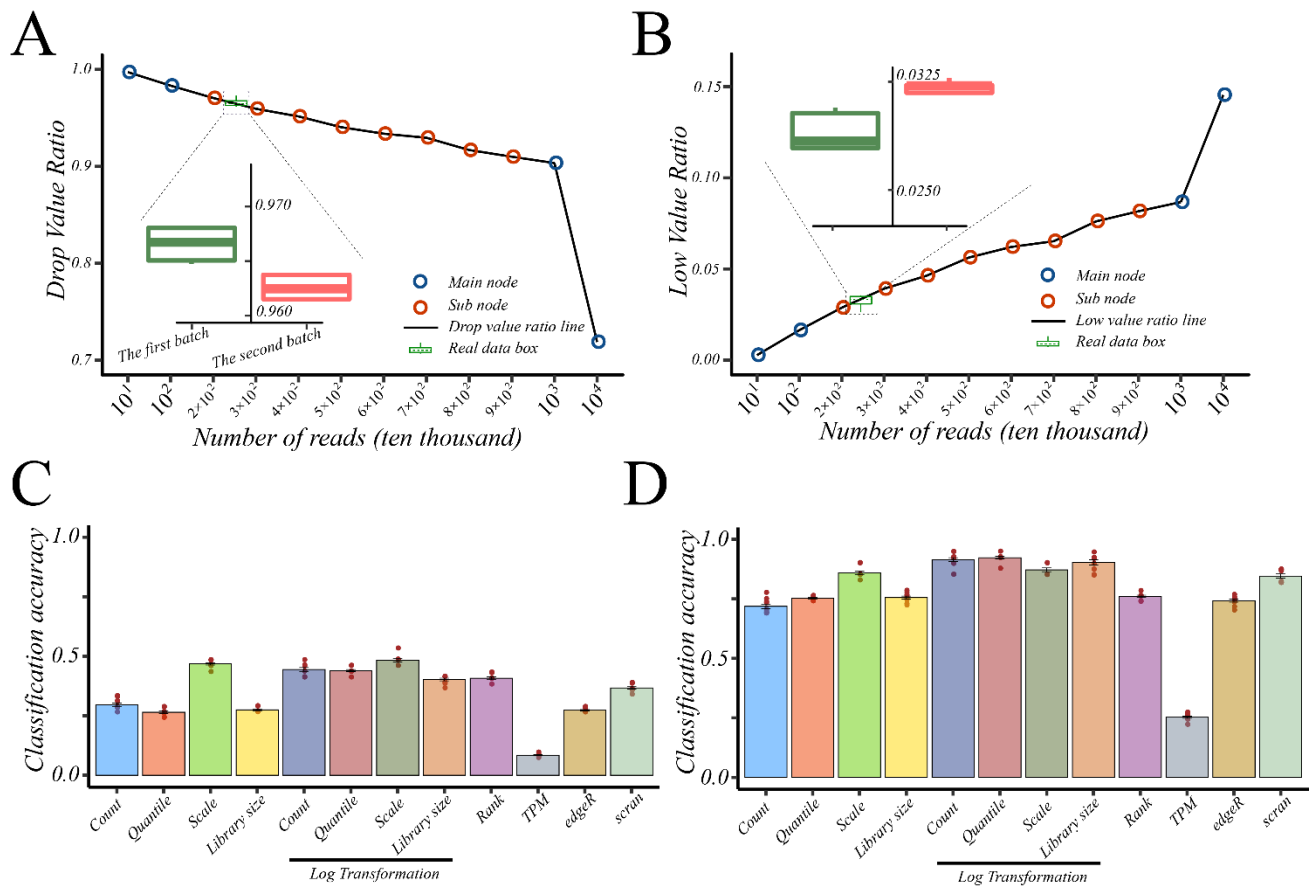 A
Drop Value Ratio
1.0
0.9
0.8
0.7
0.970
0.960
The first batch
The second batch
Main node
Sub node
Drop value ratio line
Real data box
10¹
10²
2×10²
3×10²
4×10²
5×10²
6×10²
7×10²
8×10²
9×10²
10³
10⁴
Number of reads (ten thousand)
B
Low Value Ratio
0.15
0.10
0.05
0.00
0.0325
0.0250
Main node
Sub node
Low value ratio line
Real data box
10¹
10²
2×10²
3×10²
4×10²
5×10²
6×10²
7×10²
8×10²
9×10²
10³
10⁴
Number of reads (ten thousand)
C
Classification accuracy
1.0
0.5
0.0
Count
Quantile
Scale
Library size
Count
Quantile
Scale
Library size
Rank
TPM
edgeR
scran
Log Transformation
D
Classification accuracy
1.0
0.5
0.0
Count
Quantile
Scale
Library size
Count
Quantile
Scale
Library size
Rank
TPM
edgeR
scran
Log Transformation